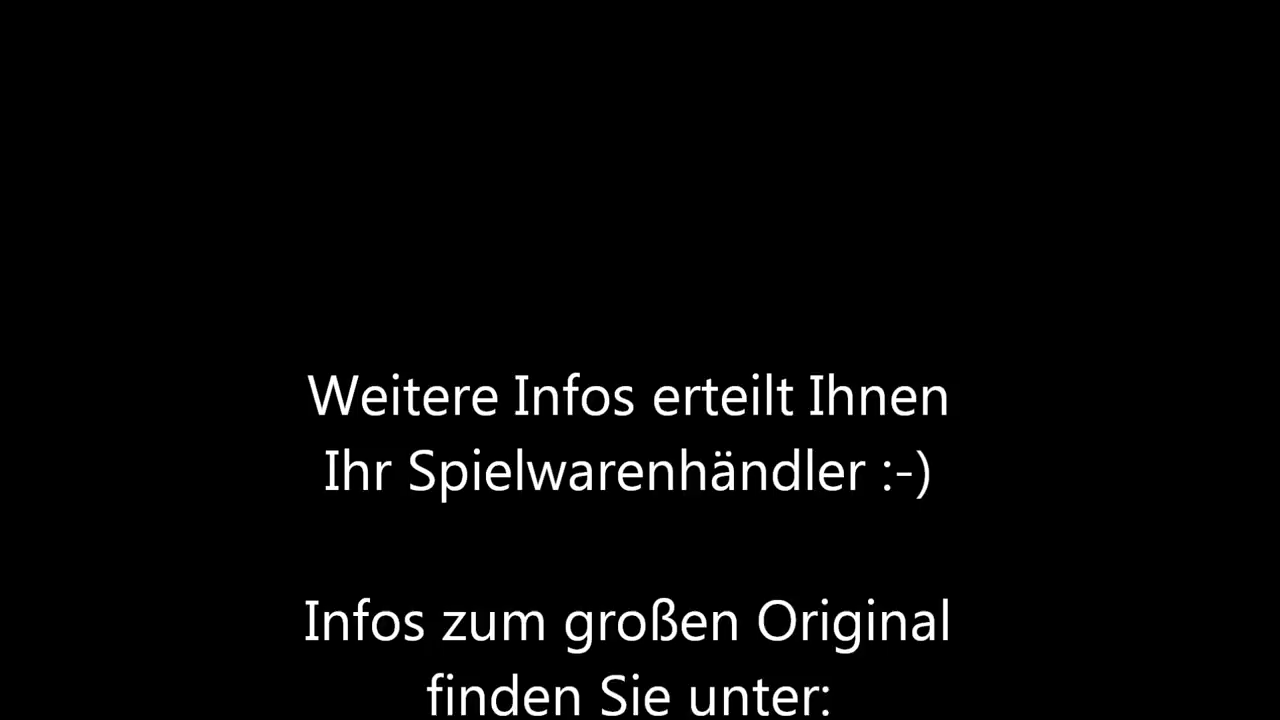 Weitere Infos erteilt Ihnen
Ihr Spielwarenhändler :-)
Infos zum großen Original
finden Sie unter: